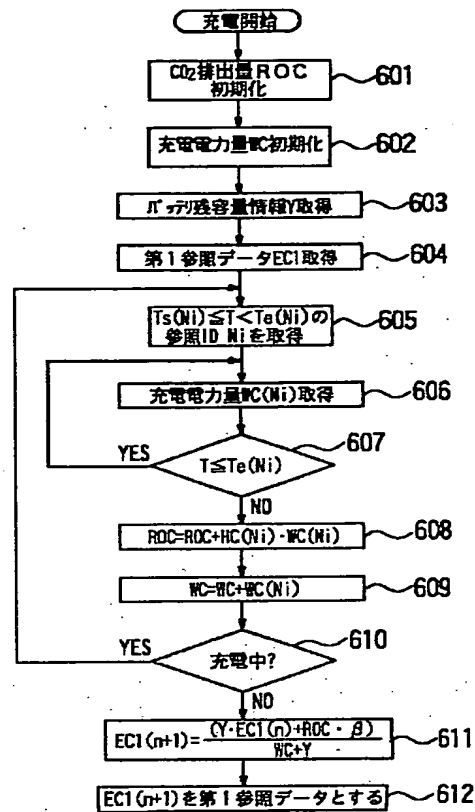 充電開始
CO2排出量ROC
初期化
601
充電電力量WC初期化
602
バッテリ残容量情報Y取得
603
第1参照データEC1取得
604
Ts(Ni)≦T<Te(Ni)の
参照ID Niを取得
605
充電電力量WC(Ni)取得
606
607
YES
T≦Te(Ni)
NO
ROC=ROC+HC(Ni)・WC(Ni)
608
WC=WC+WC(Ni)
609
610
YES
充電中?
NO
EC1(n+1)=(Y・EC1(n)+ROC・β)
WC+Y
611
EC1(n+1)を第1参照データとする
612